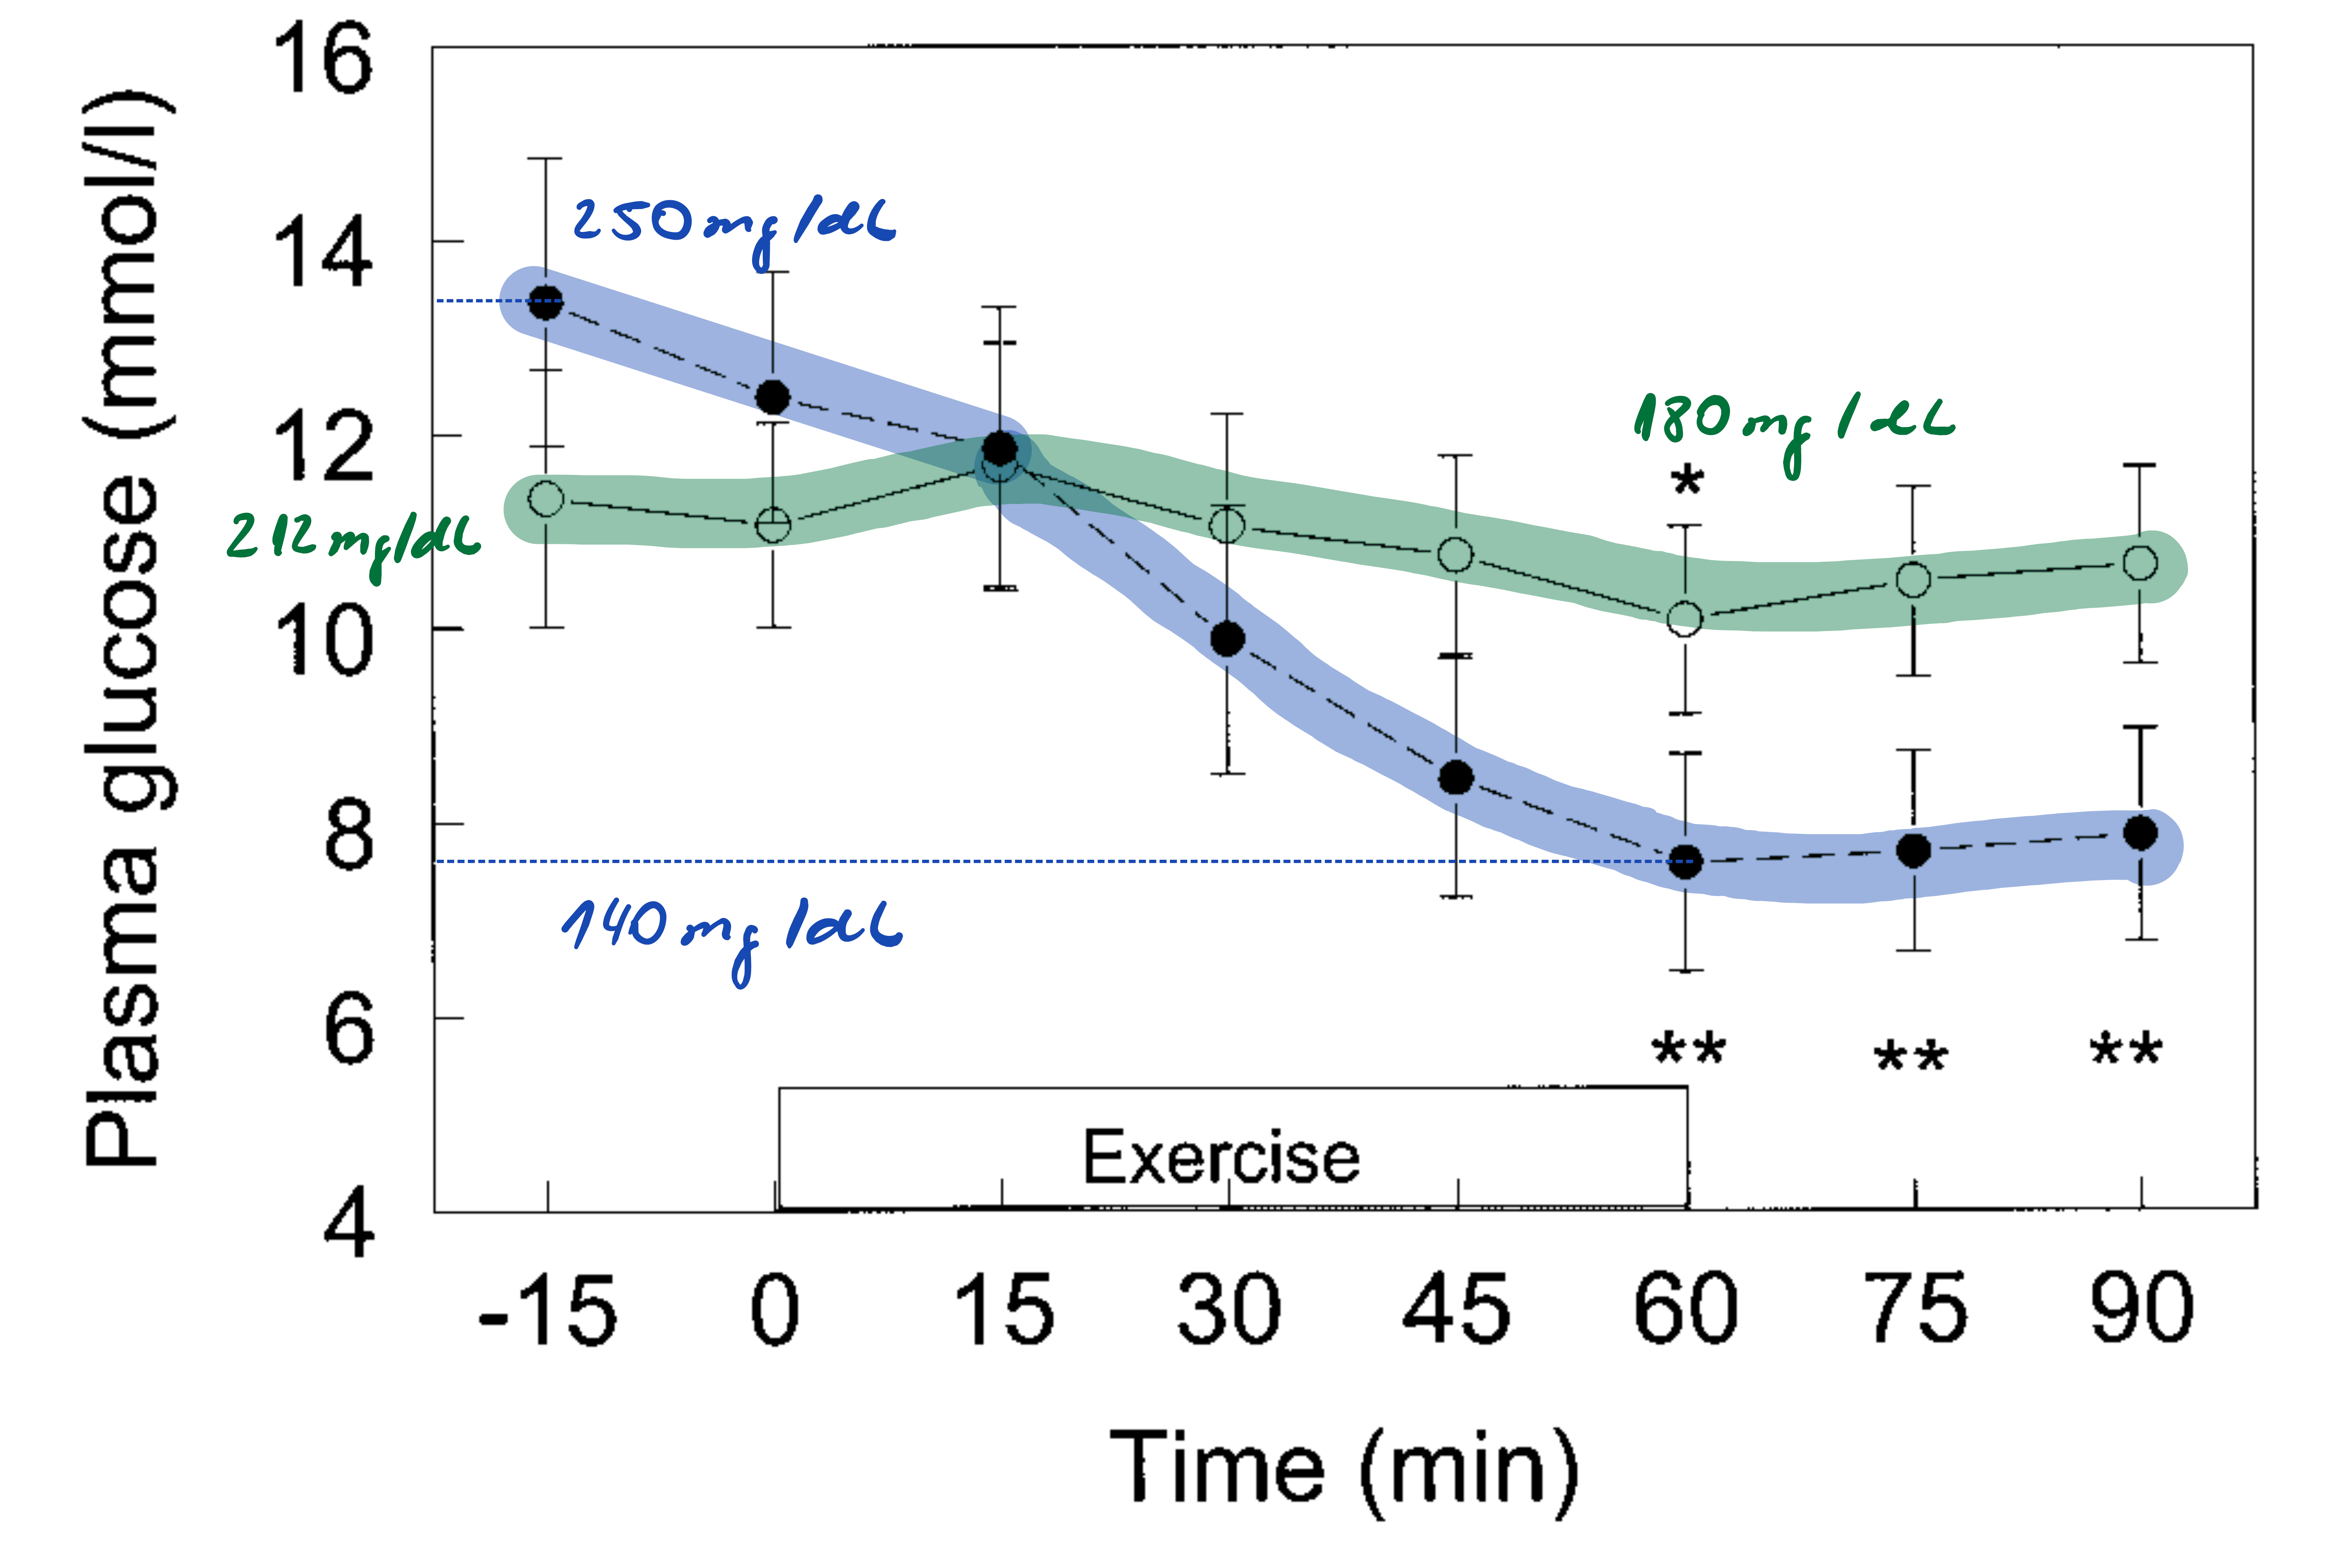 Plasma glucose (mmol/l)
16
14
12
10
8
6
4
250 mg/dL
212 mg/dL
180 mg/dL
*
140 mg/dL
** ** **
Exercise
-15 0 15 30 45 60 75 90
Time (min)